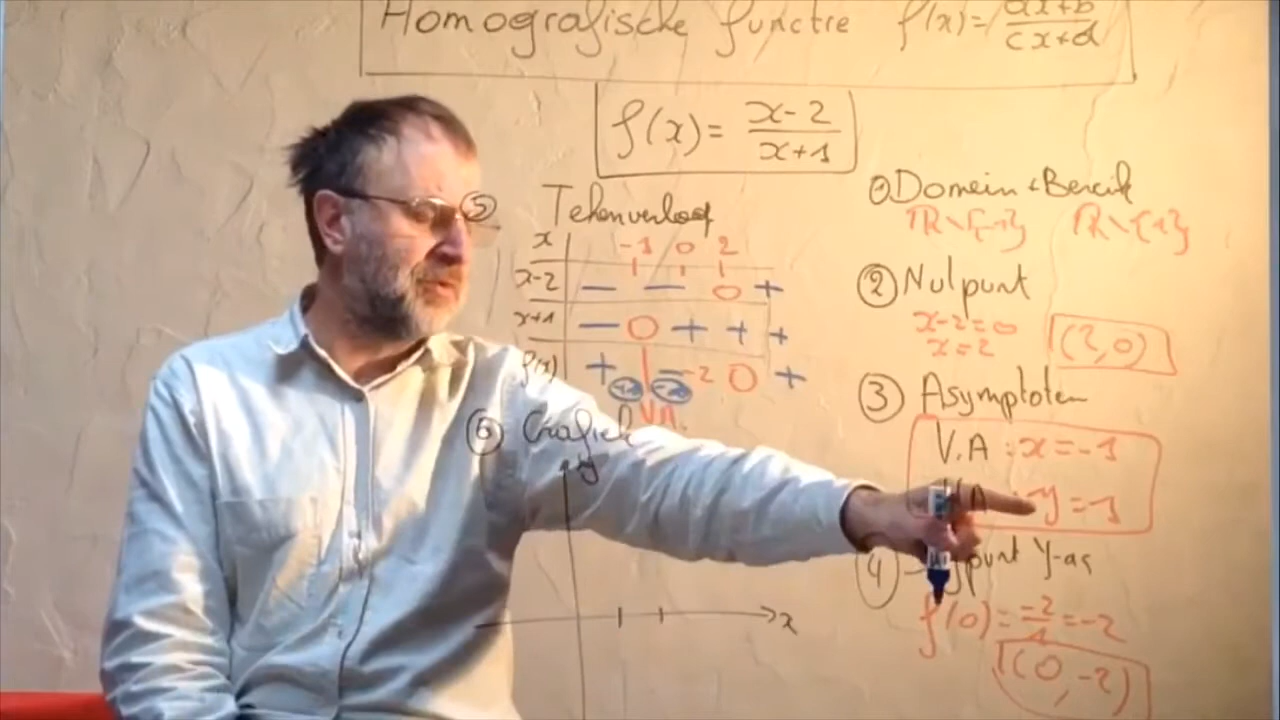 Homografische functie f(x) = ax+b / cx+d
f(x) = x-2 / x+1
5 Tekenverloop
x -1 0 2
x-2 — — 0 +
x+1 — 0 + + +
f(x) + | — -2 0 +
+∞ -∞
V.A.
6 Grafiek
y
x
1 Domein & Bereik
ℝ\{-1} ℝ\{1}
2 Nulpunt
x-2=0
x=2
(2,0)
3 Asymptoten
V.A : x=-1
: y=1
4 Y-as
f(0) = -2/1 = -2
(0,-2)